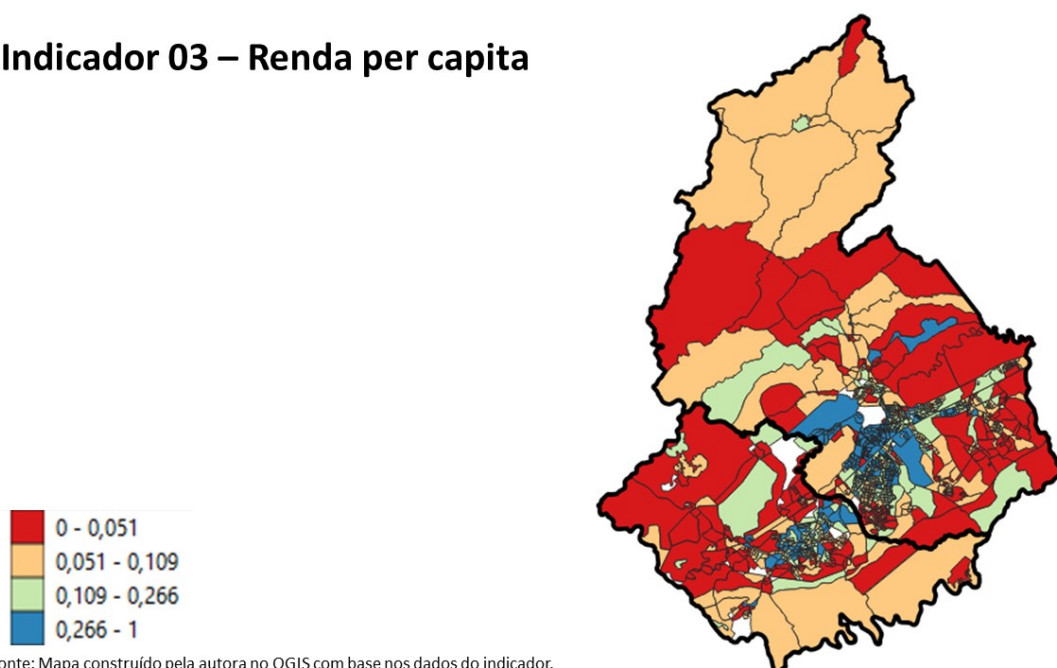 Indicador 03 – Renda per capita
0 - 0,051
0,051 - 0,109
0,109 - 0,266
0,266 - 1
onte: Mapa construído pela autora no QGIS com base nos dados do indicador.